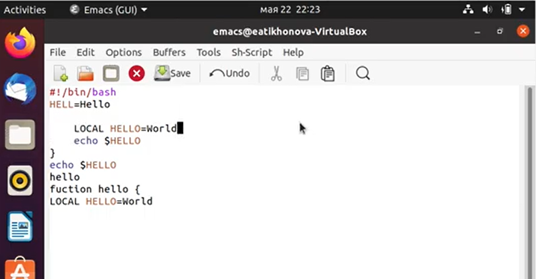 Activities Emacs (GUI) мая 22 22:23
emacs@eatikhonova-VirtualBox
File Edit Options Buffers Tools Sh-Script Help
Save Undo
#!/bin/bash
HELL=Hello
LOCAL HELLO=World
echo $HELLO
}
echo $HELLO
hello
fuction hello {
LOCAL HELLO=World